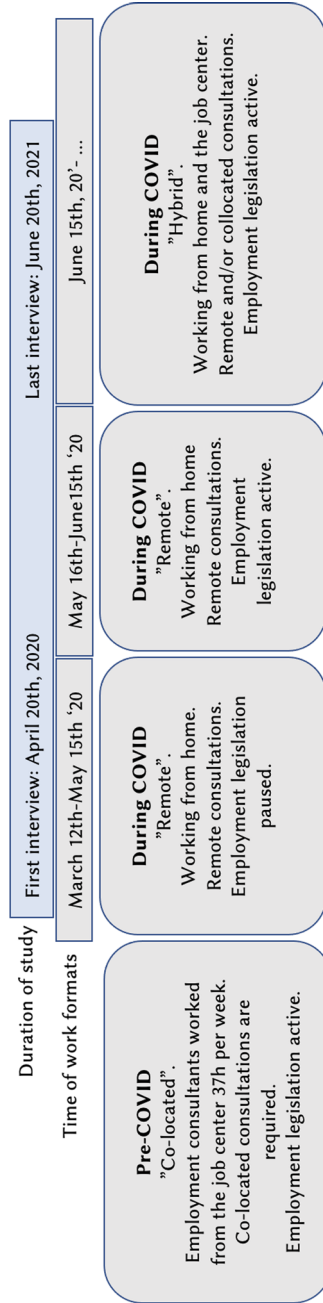 Duration of study
First interview: April 20th, 2020
Last interview: June 20th, 2021
Time of work formats
March 12th-May 15th ‘20
May 16th-June15th ‘20
June 15th, 20’- ...
Pre-COVID
”Co-located”.
Employment consultants worked
from the job center 37h per week.
Co-located consultations are
required.
Employment legislation active.
During COVID
”Remote”.
Working from home.
Remote consultations.
Employment legislation
paused.
During COVID
”Remote”.
Working from home
Remote consultations.
Employment
legislation active.
During COVID
”Hybrid”.
Working from home and the job center.
Remote and/or collocated consultations.
Employment legislation active.